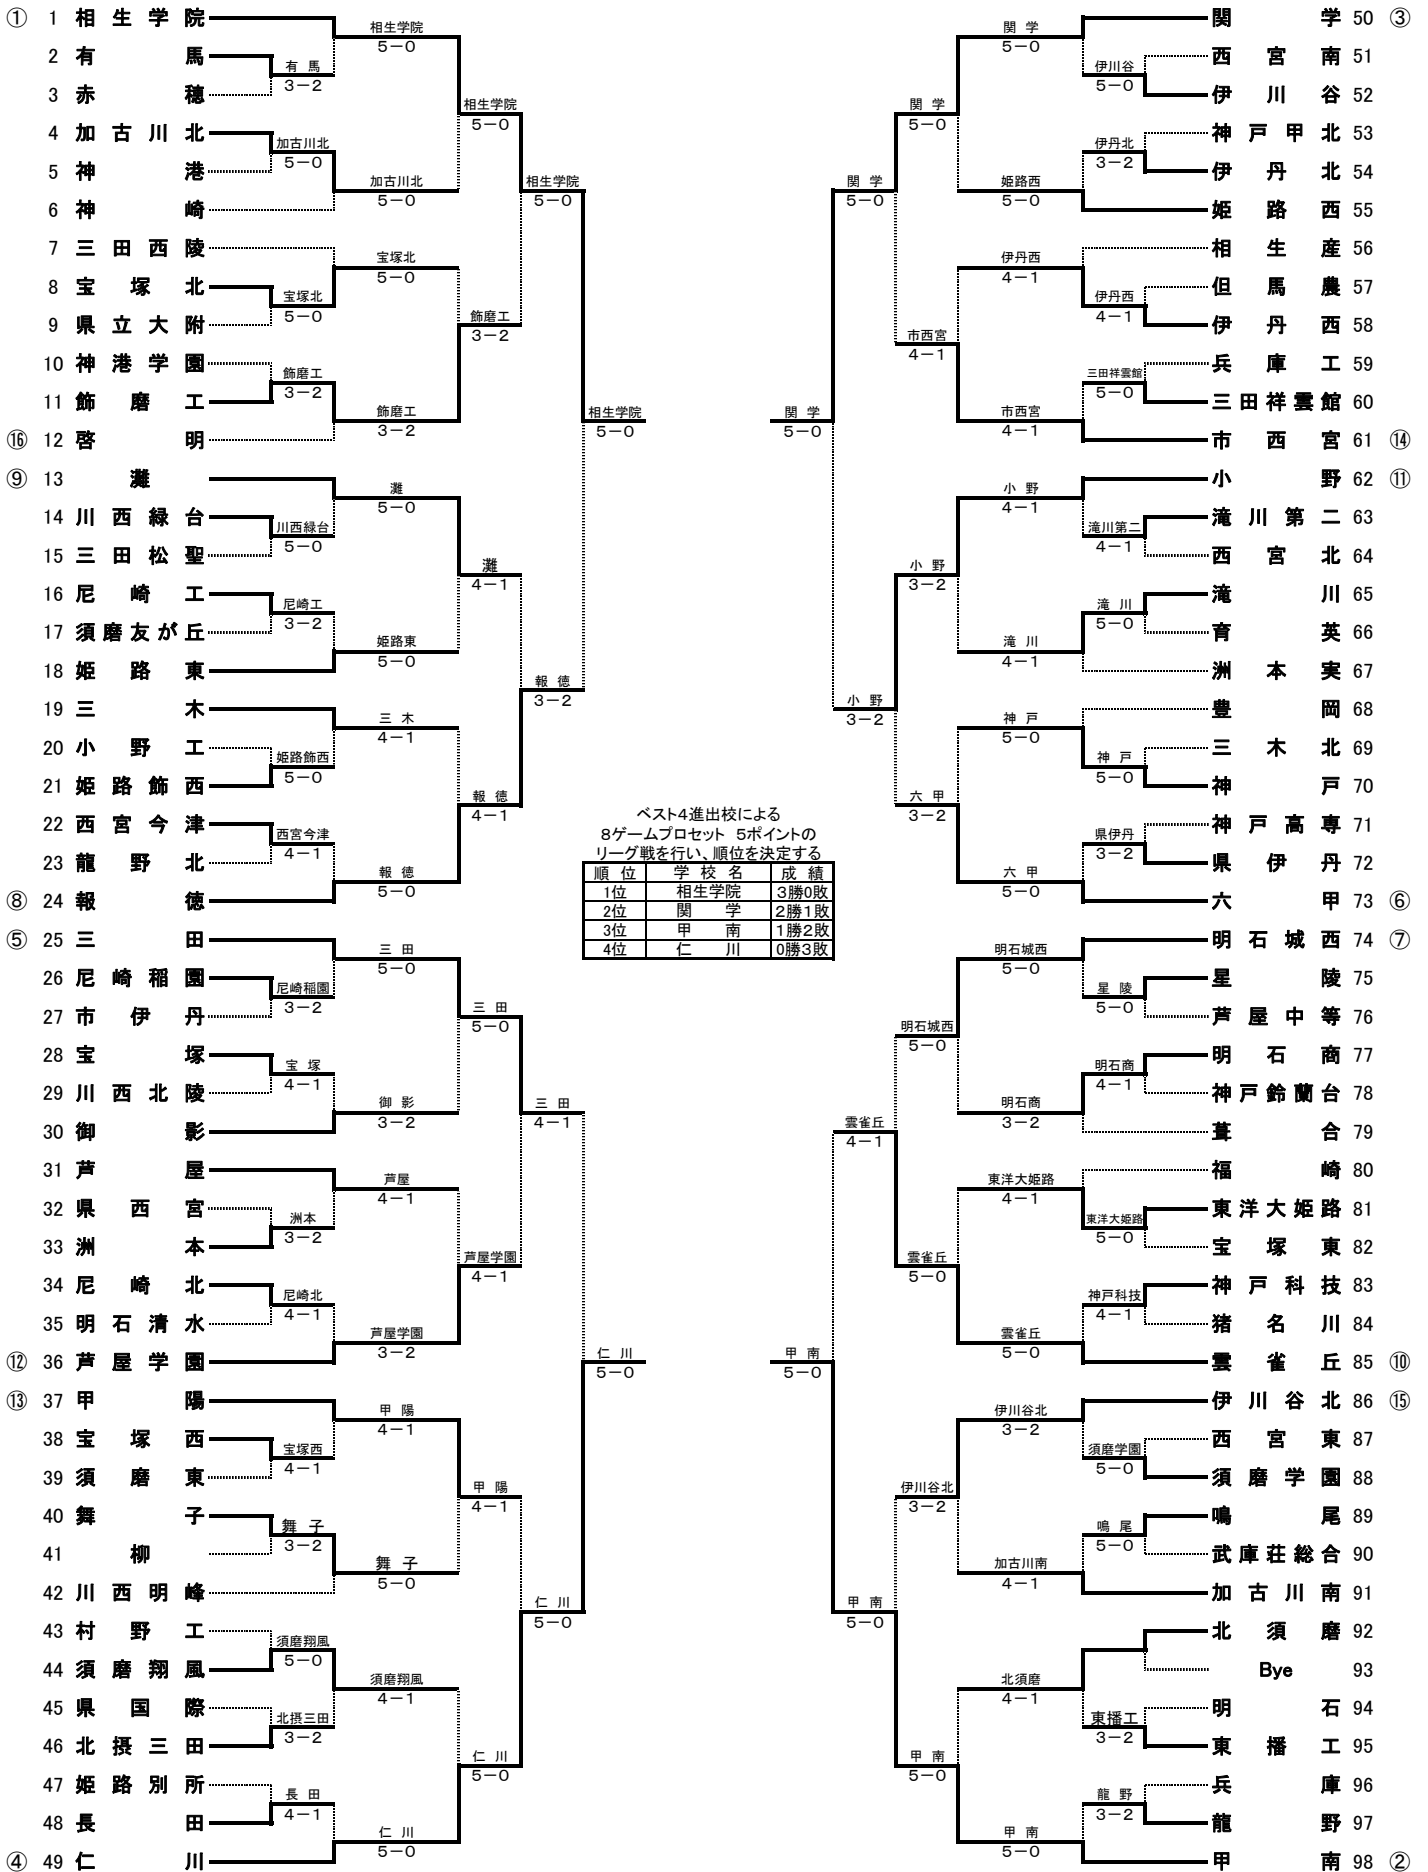 ① 1 相生学院
2 有馬
3 赤穂
4 加古川北
5 神港
6 神崎
7 三田西陵
8 宝塚北
9 県立大附
10 神港学園
11 飾磨工
⑯ 12 啓明
⑨ 13 灘
14 川西緑台
15 三田松聖
16 尼崎工
17 須磨友が丘
18 姫路東
19 三木
20 小野工
21 姫路飾西
22 西宮今津
23 龍野北
⑧ 24 報徳
⑤ 25 三田
26 尼崎稲園
27 市伊丹
28 宝塚
29 川西北陵
30 御影
31 芦屋
32 県西宮
33 洲本
34 尼崎北
35 明石清水
⑫ 36 芦屋学園
⑬ 37 甲陽
38 宝塚西
39 須磨東
40 舞子
41 柳
42 川西明峰
43 村野工
44 須磨翔風
45 県国際
46 北摂三田
47 姫路別所
48 長田
④ 49 仁川
有馬
3-2
加古川北
5-0
宝塚北
5-0
飾磨工
3-2
川西緑台
5-0
尼崎工
3-2
姫路飾西
5-0
西宮今津
4-1
尼崎稲園
3-2
宝塚
4-1
洲本
3-2
尼崎北
4-1
宝塚西
4-1
舞子
3-2
須磨翔風
5-0
北摂三田
3-2
長田
4-1
相生学院
5-0
加古川北
5-0
宝塚北
5-0
飾磨工
3-2
灘
5-0
姫路東
5-0
三木
4-1
報徳
5-0
三田
5-0
御影
3-2
芦屋
4-1
芦屋学園
3-2
甲陽
4-1
舞子
5-0
須磨翔風
4-1
仁川
5-0
相生学院
5-0
飾磨工
3-2
灘
4-1
報徳
4-1
三田
5-0
芦屋学園
4-1
甲陽
4-1
仁川
5-0
相生学院
5-0
報徳
3-2
三田
4-1
仁川
5-0
相生学院
5-0
仁川
5-0
ベスト4進出校による
8ゲームプロセット 5ポイントの
リーグ戦を行い、順位を決定する
順位 学校名 成績
1位 相生学院 3勝0敗
2位 関学 2勝1敗
3位 甲南 1勝2敗
4位 仁川 0勝3敗
関学
5-0
甲南
5-0
関学
5-0
小野
3-2
雲雀丘
4-1
甲南
5-0
関学
5-0
市西宮
4-1
小野
3-2
六甲
3-2
明石城西
5-0
雲雀丘
5-0
伊川谷北
3-2
甲南
5-0
関学
5-0
姫路西
5-0
伊丹西
4-1
市西宮
4-1
小野
4-1
滝川
4-1
神戸
5-0
六甲
5-0
明石城西
5-0
明石商
3-2
東洋大姫路
4-1
雲雀丘
5-0
伊川谷北
3-2
加古川南
4-1
北須磨
4-1
甲南
5-0
伊川谷
5-0
伊丹北
3-2
伊丹西
4-1
三田祥雲館
5-0
滝川第二
4-1
滝川
5-0
神戸
5-0
県伊丹
3-2
星陵
5-0
明石商
4-1
東洋大姫路
5-0
神戸科技
4-1
須磨学園
5-0
鳴尾
5-0
東播工
3-2
龍野
3-2
関学 50 ③
西宮南 51
伊川谷 52
神戸甲北 53
伊丹北 54
姫路西 55
相生産 56
但馬農 57
伊丹西 58
兵庫工 59
三田祥雲館 60
市西宮 61 ⑭
小野 62 ⑪
滝川第二 63
西宮北 64
滝川 65
育英 66
洲本実 67
豊岡 68
三木北 69
神戸 70
神戸高専 71
県伊丹 72
六甲 73 ⑥
明石城西 74 ⑦
星陵 75
芦屋中等 76
明石商 77
神戸鈴蘭台 78
葺合 79
福崎 80
東洋大姫路 81
宝塚東 82
神戸科技 83
猪名川 84
雲雀丘 85 ⑩
伊川谷北 86 ⑮
西宮東 87
須磨学園 88
鳴尾 89
武庫荘総合 90
加古川南 91
北須磨 92
Bye 93
明石 94
東播工 95
兵庫 96
龍野 97
甲南 98 ②